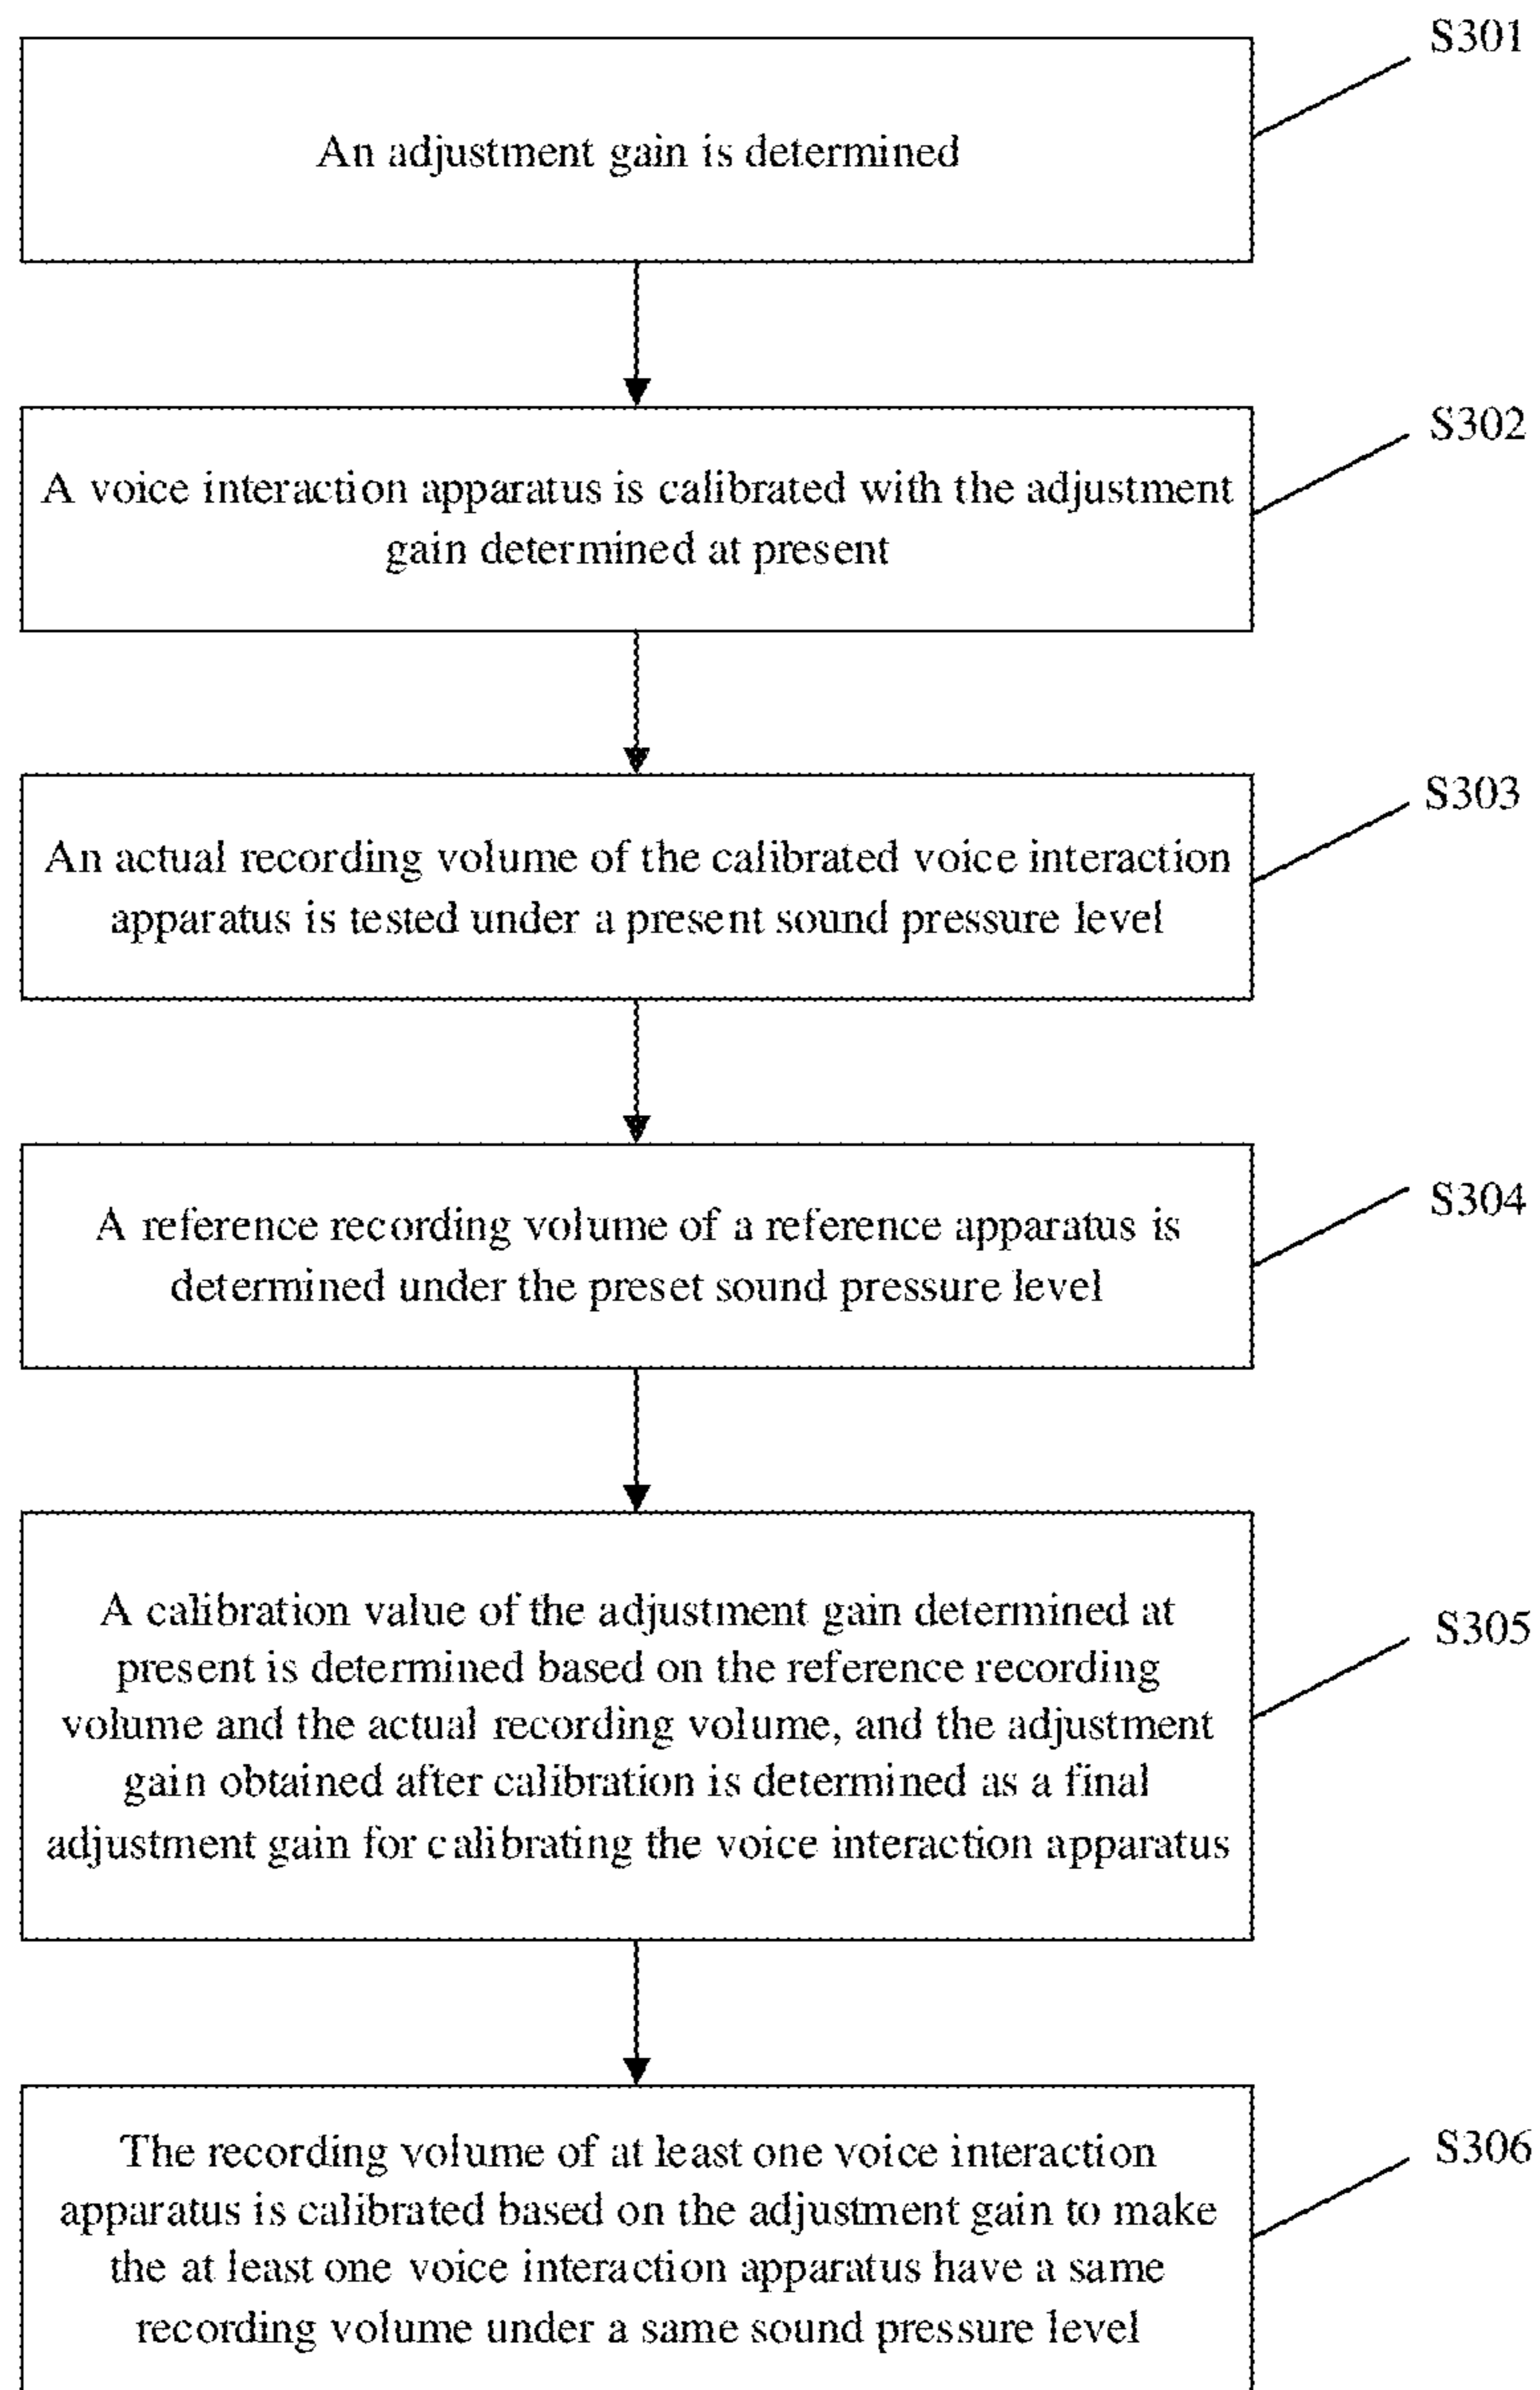 S301
An adjustment gain is determined
S302
A voice interaction apparatus is calibrated with the adjustment
gain determined at present
S303
An actual recording volume of the calibrated voice interaction
apparatus is tested under a present sound pressure level
S304
A reference recording volume of a reference apparatus is
determined under the preset sound pressure level
S305
A calibration value of the adjustment gain determined at
present is determined based on the reference recording
volume and the actual recording volume, and the adjustment
gain obtained after calibration is determined as a final
adjustment gain for calibrating the voice interaction apparatus
S306
The recording volume of at least one voice interaction
apparatus is calibrated based on the adjustment gain to make
the at least one voice interaction apparatus have a same
recording volume under a same sound pressure level